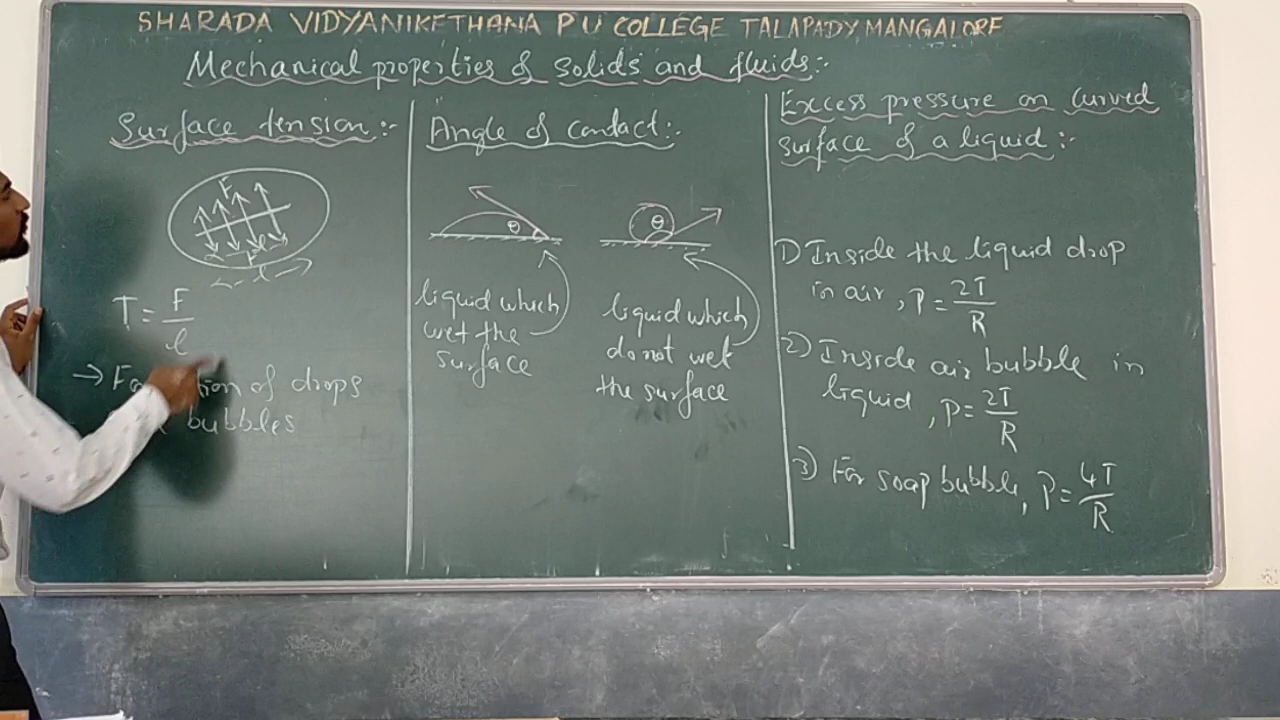 SHARADA VIDYANIKETHANA P U COLLEGE TALAPADY MANGALORE
Mechanical properties of solids and fluids:-
Surface tension:-
F
F
l
T = F
l
→ of drops
bubbles
Angle of contact:-
θ
liquid which
wet the
surface
θ
liquid which
do not wet
the surface
Excess pressure on curved
surface of a liquid:-
1) Inside the liquid drop
in air, P = 2T
R
2) Inside air bubble in
liquid, P = 2T
R
3) For soap bubble, P = 4T
R